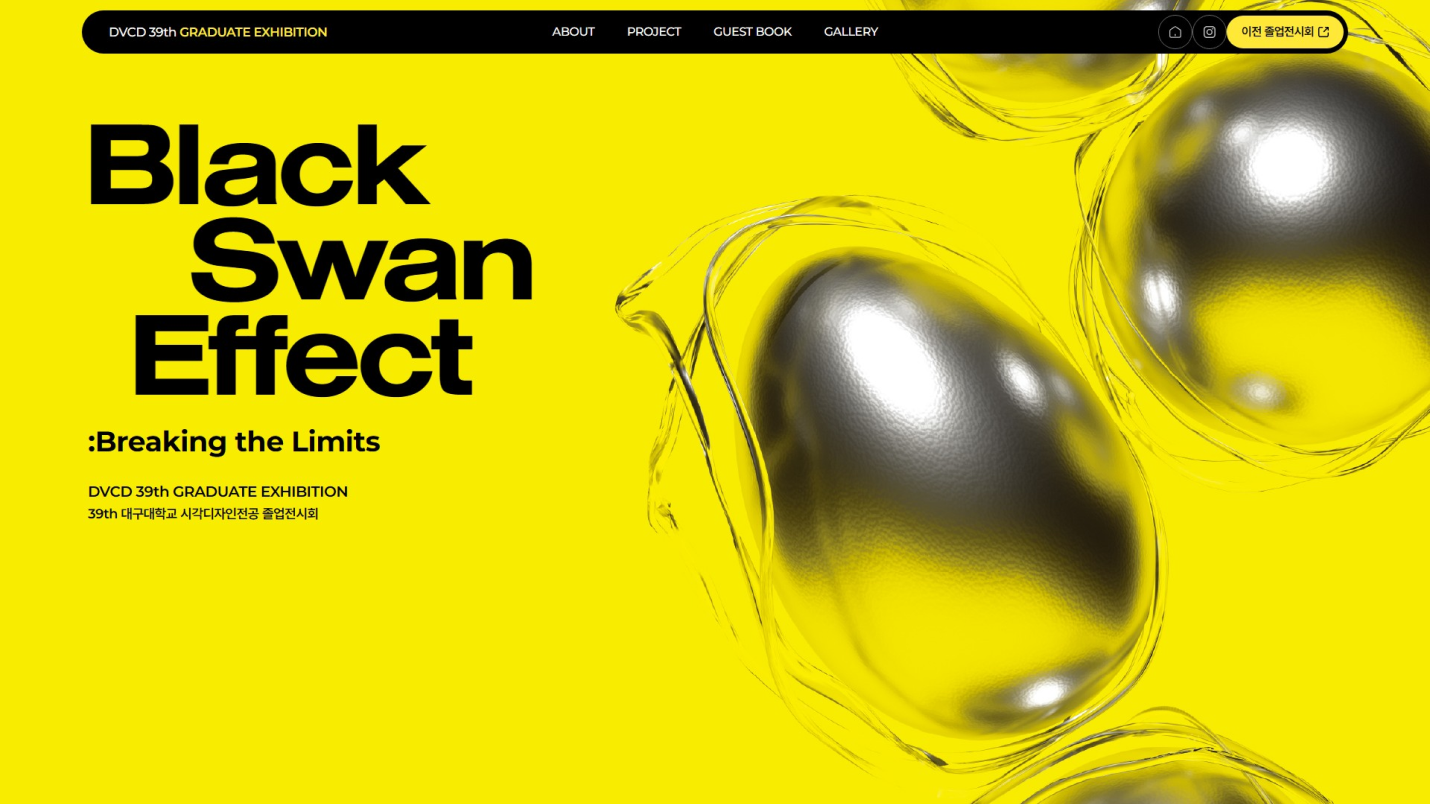 DVCD 39th GRADUATE EXHIBITION
ABOUT
PROJECT
GUEST BOOK
GALLERY
이전 졸업전시회
Black
Swan
Effect
:Breaking the Limits
DVCD 39th GRADUATE EXHIBITION
39th 대구대학교 시각디자인전공 졸업전시회